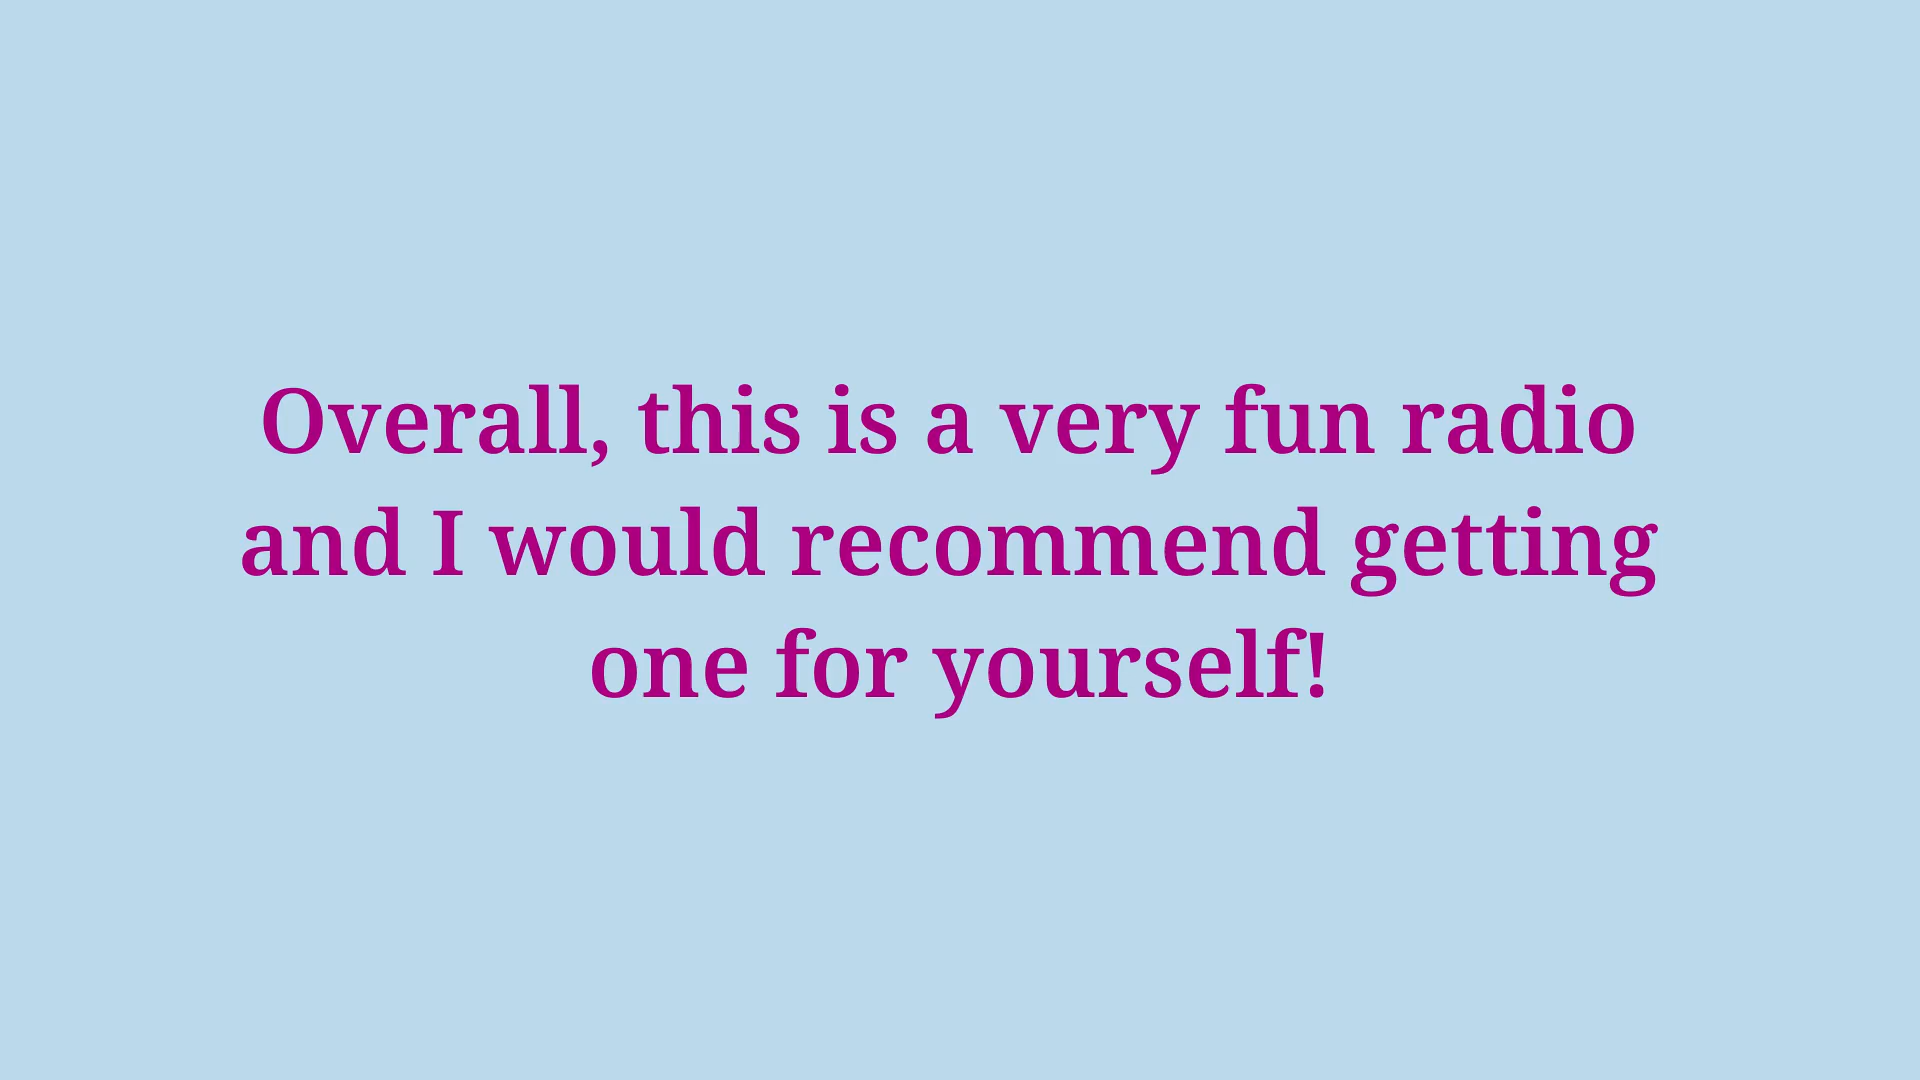 Overall, this is a very fun radio
and I would recommend getting
one for yourself!